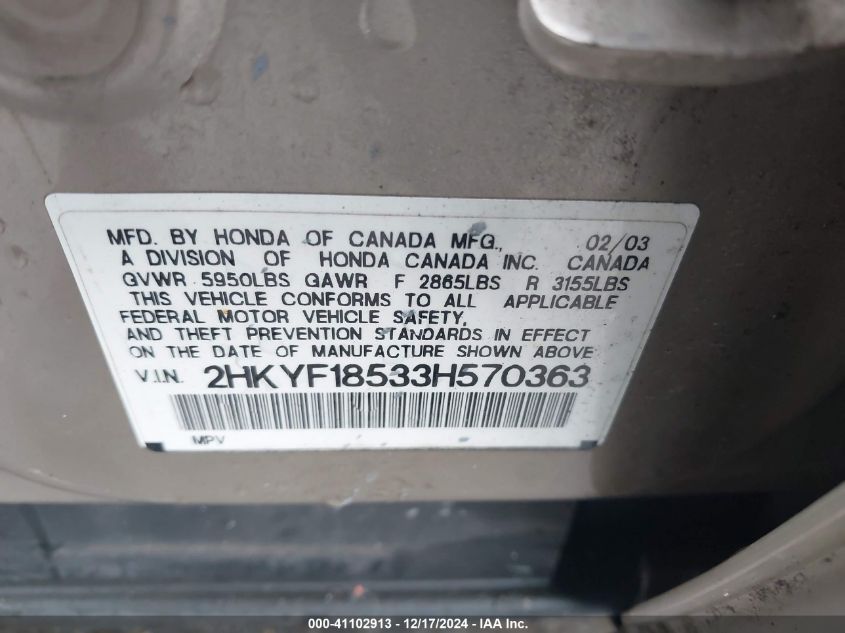 MFD. BY HONDA OF CANADA MFG., 02/03
A DIVISION OF HONDA CANADA INC. CANADA
GVWR 5950LBS GAWR F 2865LBS R 3155LBS
THIS VEHICLE CONFORMS TO ALL APPLICABLE
FEDERAL MOTOR VEHICLE SAFETY,
AND THEFT PREVENTION STANDARDS IN EFFECT
ON THE DATE OF MANUFACTURE SHOWN ABOVE
V.I.N. 2HKYF18533H570363
MPV
000-41102913 - 12/17/2024 - IAA Inc.